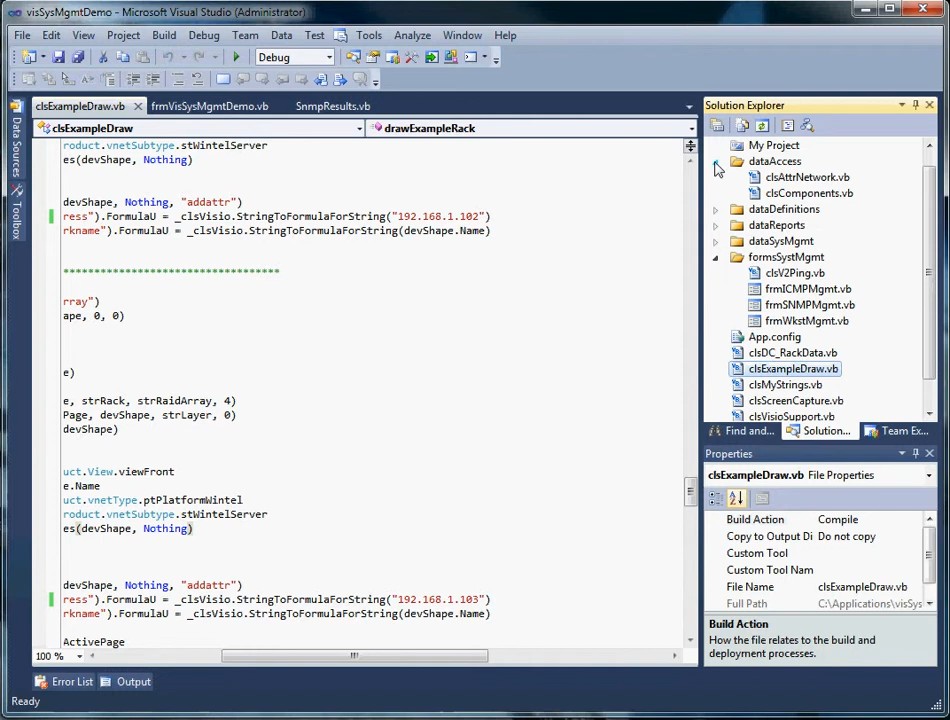 visSysMgmtDemo - Microsoft Visual Studio (Administrator)
File Edit View Project Build Debug Team Data Test Tools Analyze Window Help
Debug
clsExampleDraw.vb frmVisSysMgmtDemo.vb SnmpResults.vb
clsExampleDraw drawExampleRack
Data Sources
Toolbox
roduct.vnetSubtype.stWintelServer
es(devShape, Nothing)
devShape, Nothing, "addattr")
ress").FormulaU = _clsVisio.StringToFormulaForString("192.168.1.102")
rkname").FormulaU = _clsVisio.StringToFormulaForString(devShape.Name)
***********************************
rray")
ape, 0, 0)
e)
e, strRack, strRaidArray, 4)
Page, devShape, strLayer, 0)
devShape)
uct.View.viewFront
e.Name
uct.vnetType.ptPlatformWintel
roduct.vnetSubtype.stWintelServer
es(devShape, Nothing)
devShape, Nothing, "addattr")
ress").FormulaU = _clsVisio.StringToFormulaForString("192.168.1.103")
rkname").FormulaU = _clsVisio.StringToFormulaForString(devShape.Name)
ActivePage
100 %
Error List Output
Ready
Solution Explorer
My Project
dataAccess
clsAttrNetwork.vb
clsComponents.vb
dataDefinitions
dataReports
dataSysMgmt
formsSystMgmt
clsV2Ping.vb
frmICMPMgmt.vb
frmSNMPMgmt.vb
frmWkstMgmt.vb
App.config
clsDC_RackData.vb
clsExampleDraw.vb
clsMyStrings.vb
clsScreenCapture.vb
clsVisioSupport.vb
Find and... Solution... Team Ex...
Properties
clsExampleDraw.vb File Properties
Build Action Compile
Copy to Output Di Do not copy
Custom Tool
Custom Tool Nam
File Name clsExampleDraw.vb
Full Path C:\Applications\visSys
Build Action
How the file relates to the build and
deployment processes.